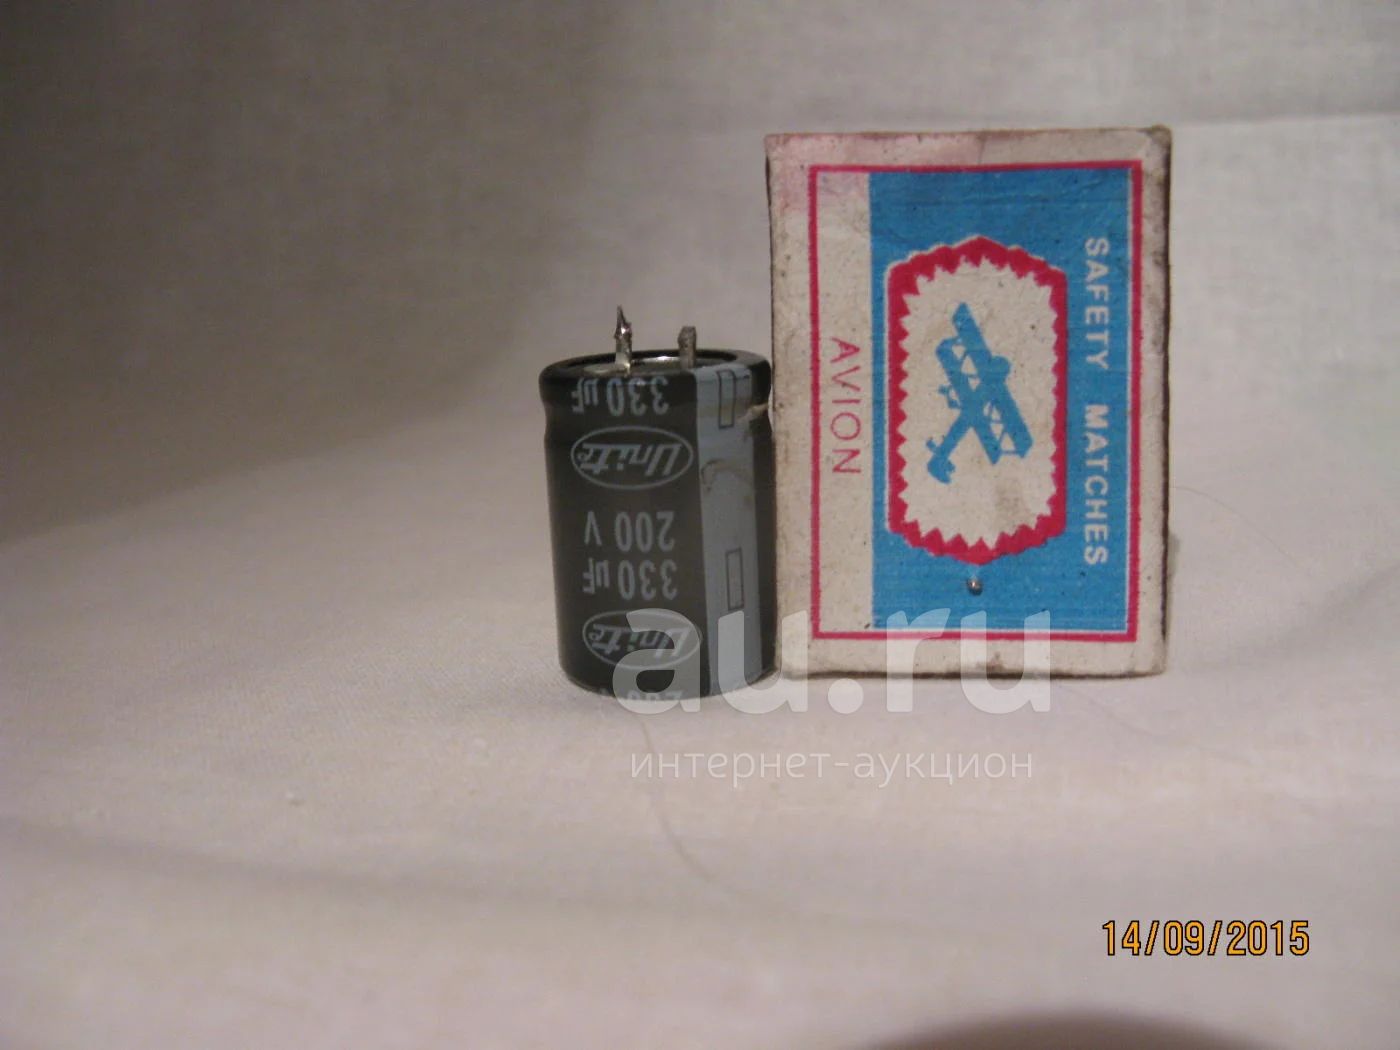 330 uF
Unite
200 V
330 uF
Unite
AVION
SAFETY MATCHES
au.ru
интернет-аукцион
14/09/2015